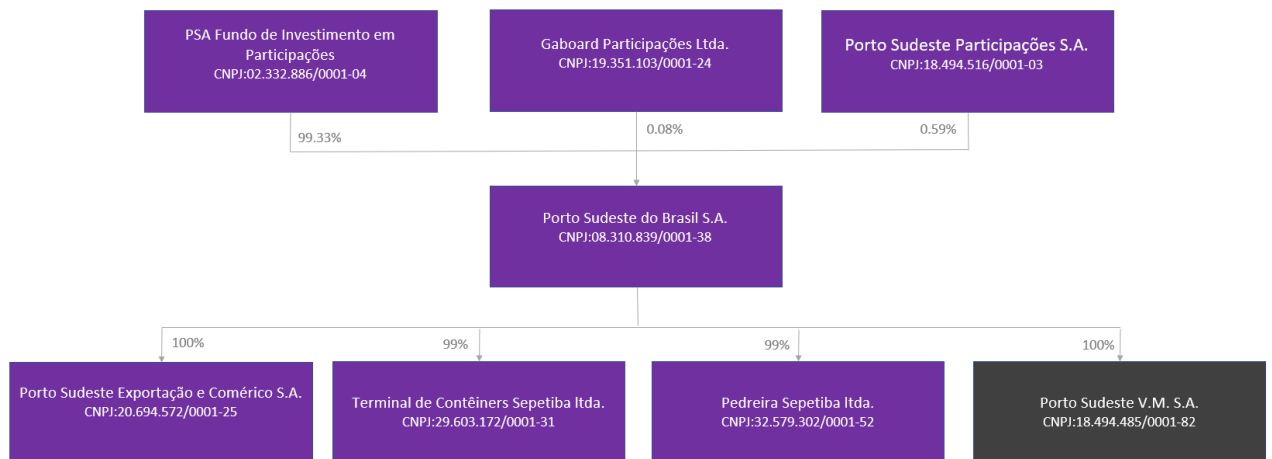 PSA Fundo de Investimento em
Participações
CNPJ:02.332.886/0001-04
Gaboard Participações Ltda.
CNPJ:19.351.103/0001-24
Porto Sudeste Participações S.A.
CNPJ:18.494.516/0001-03
99.33%
0.08%
0.59%
Porto Sudeste do Brasil S.A.
CNPJ:08.310.839/0001-38
100%
99%
99%
100%
Porto Sudeste Exportação e Comérico S.A.
CNPJ:20.694.572/0001-25
Terminal de Contêiners Sepetiba ltda.
CNPJ:29.603.172/0001-31
Pedreira Sepetiba ltda.
CNPJ:32.579.302/0001-52
Porto Sudeste V.M. S.A.
CNPJ:18.494.485/0001-82